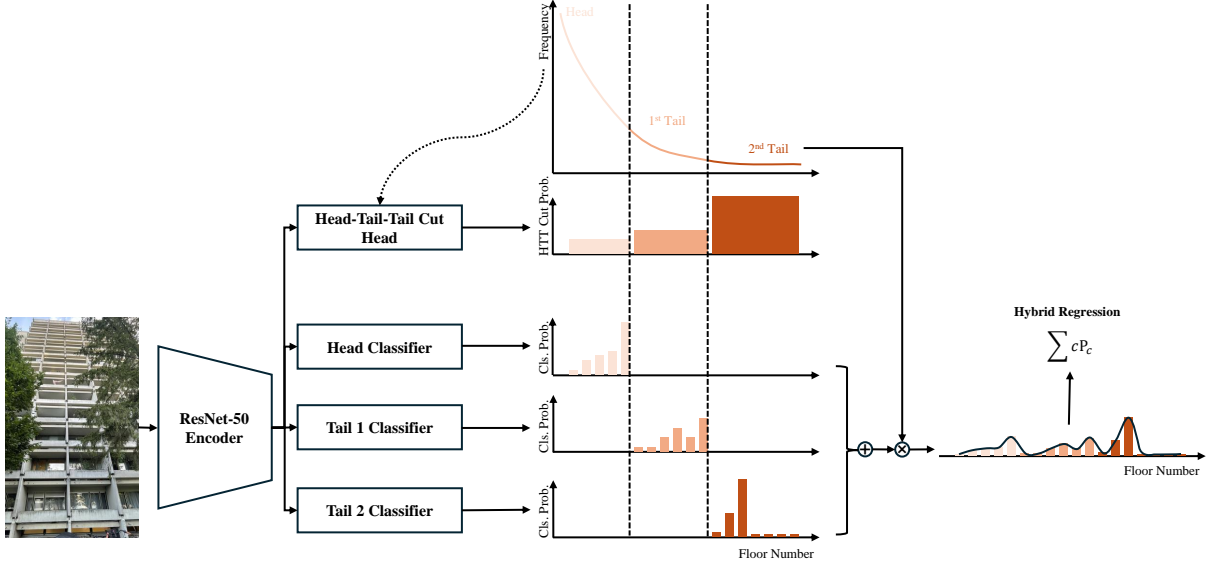 Head
Frequency
1st Tail
2nd Tail
Head-Tail-Tail Cut
Head
HTT Cut Prob.
Head Classifier
Cls. Prob.
Hybrid Regression
∑ cPc
ResNet-50
Encoder
Tail 1 Classifier
Cls. Prob.
Floor Number
Tail 2 Classifier
Cls. Prob.
Floor Number